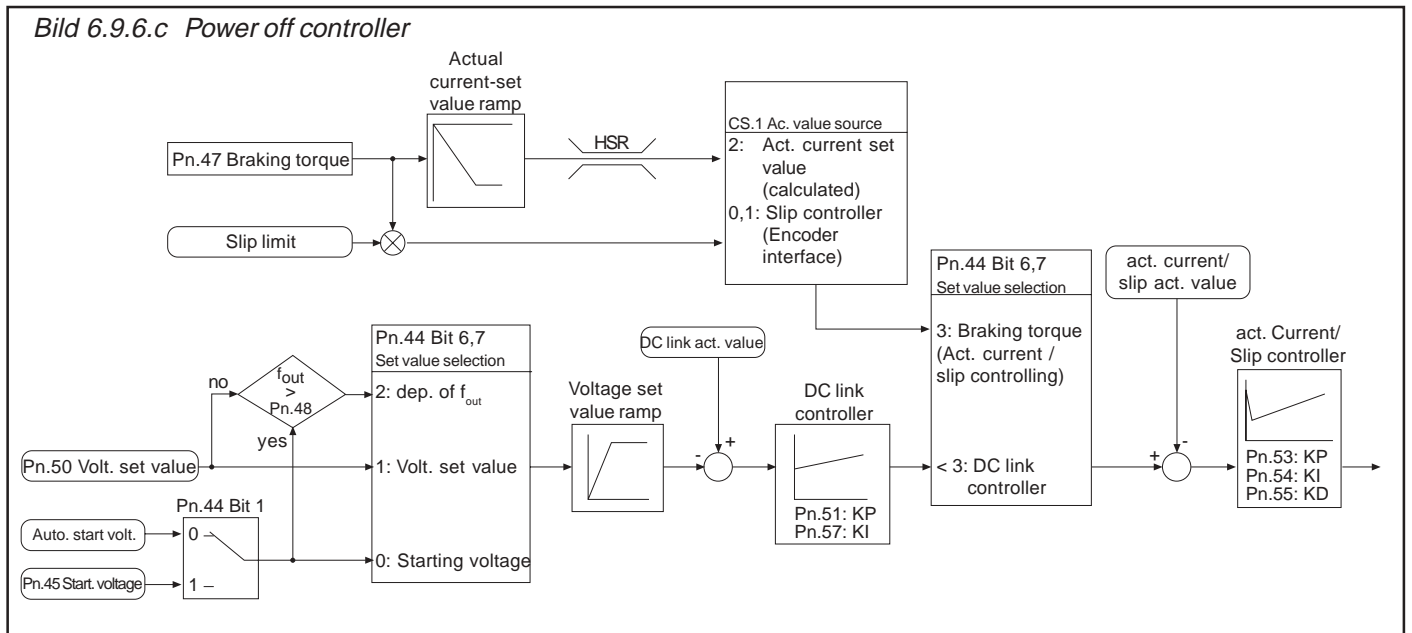 Bild 6.9.6.c Power off controller
Actual
current-set
value ramp
Pn.47 Braking torque
HSR
Slip limit
CS.1 Ac. value source
2: Act. current set
value
(calculated)
0,1: Slip controller
(Encoder
interface)
Pn.44 Bit 6,7
Set value selection
3: Braking torque
(Act. current /
slip controlling)
< 3: DC link
controller
act. current/
slip act. value
act. Current/
Slip controller
Pn.53: KP
Pn.54: KI
Pn.55: KD
+
-
no
fout
>
Pn.48
yes
Pn.50 Volt. set value
Pn.44 Bit 1
Auto. start volt.
0 –
Pn.45 Start. voltage
1 –
Pn.44 Bit 6,7
Set value selection
2: dep. of fout
1: Volt. set value
0: Starting voltage
Voltage set
value ramp
DC link act. value
+
-
DC link
controller
Pn.51: KP
Pn.57: KI